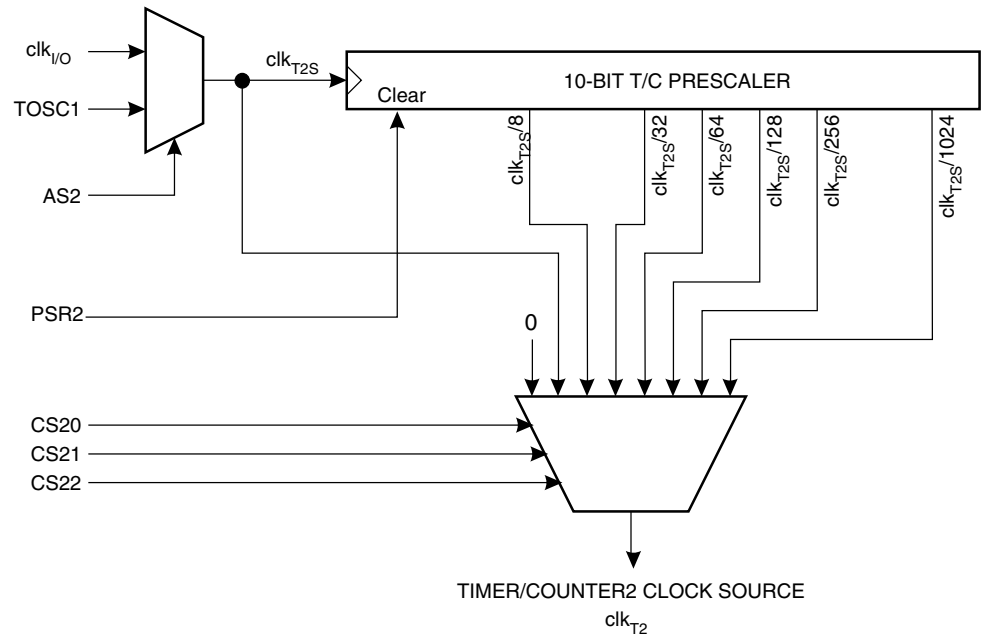 clkI/O
TOSC1
AS2
clkT2S
10-BIT T/C PRESCALER
Clear
clkT2S/8
clkT2S/32
clkT2S/64
clkT2S/128
clkT2S/256
clkT2S/1024
PSR2
0
CS20
CS21
CS22
TIMER/COUNTER2 CLOCK SOURCE
clkT2